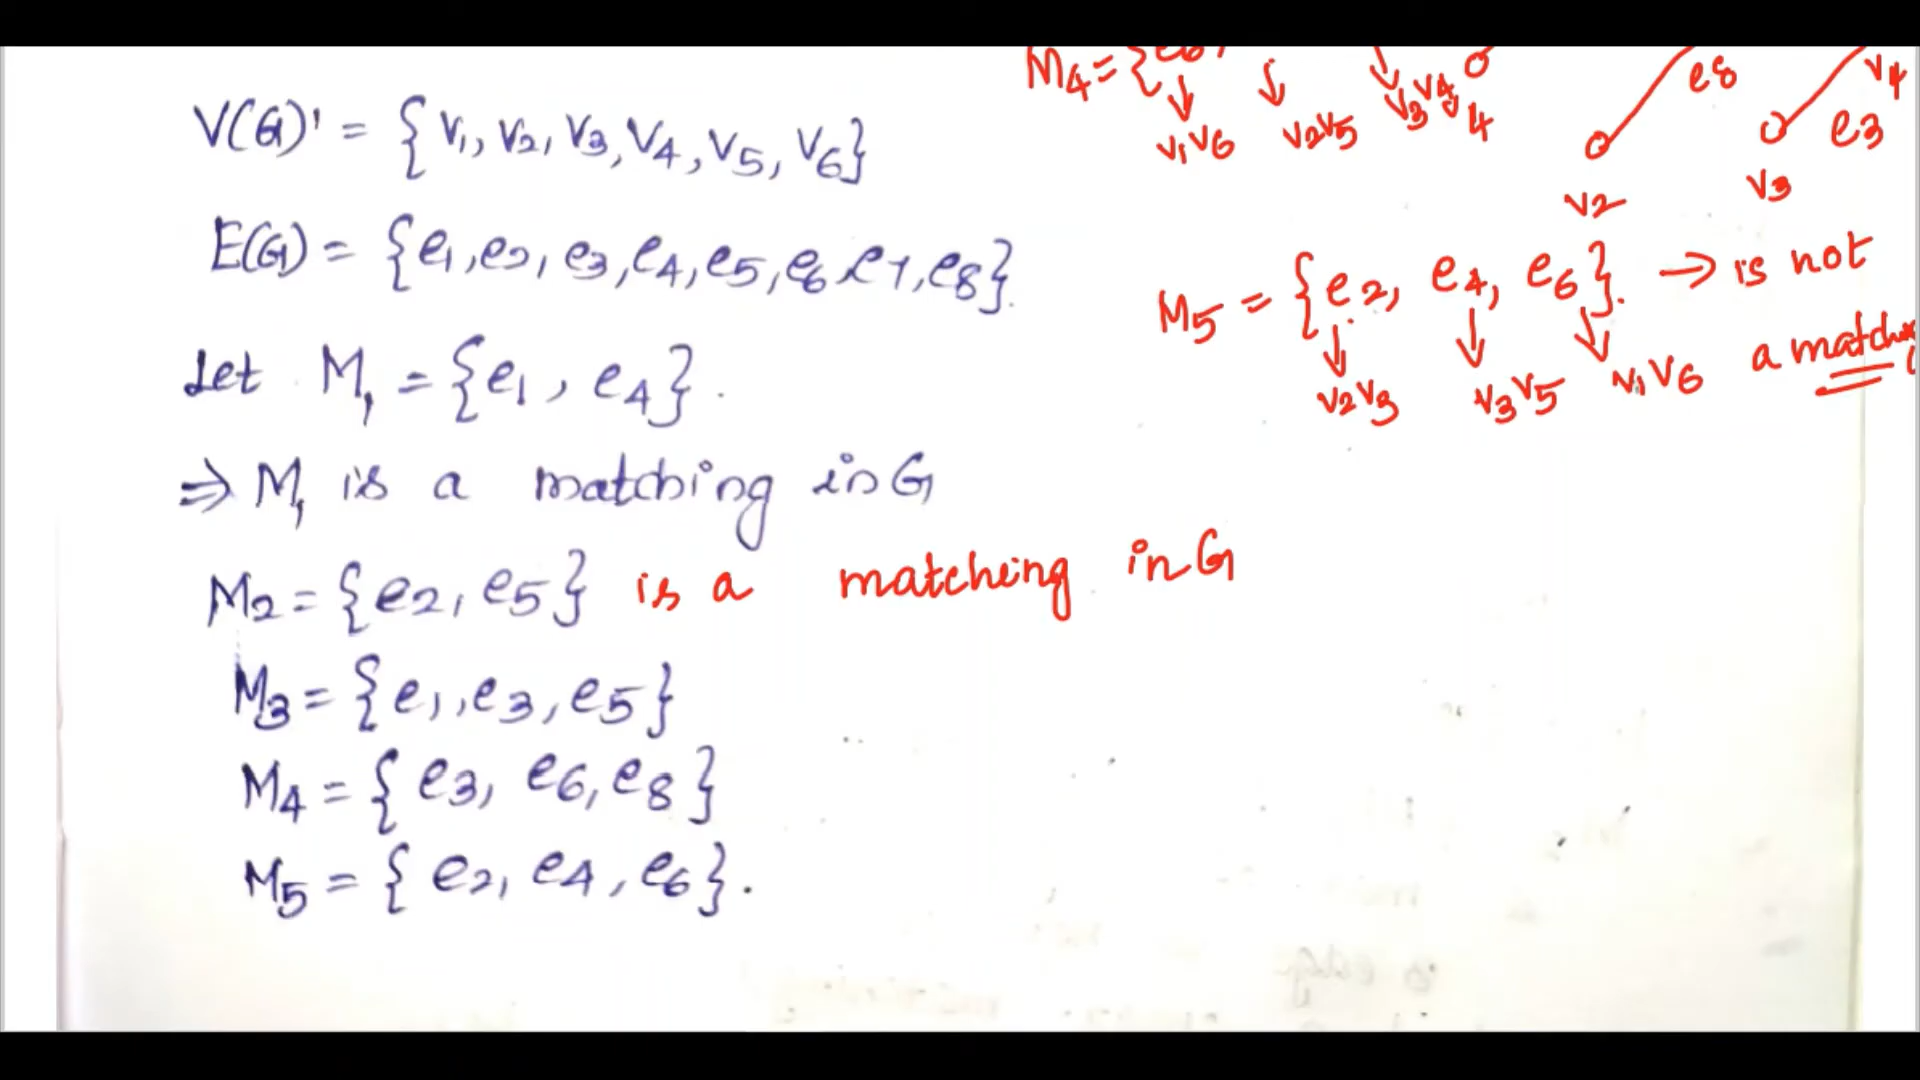 V(G)' = {v1, v2, v3, v4, v5, v6}
E(G) = {e1, e2, e3, e4, e5, e6, e7, e8}.
Let M1 = {e1, e4}.
⇒ M1 is a matching in G
M2 = {e2, e5} is a matcheing in G
M3 = {e1, e3, e5}
M4 = {e3, e6, e8}
M5 = {e2, e4, e6}.
M4 = {e6,
↓ ↓ ↓
v1v6 v2v5 v3v4
v4
e8
v4
e3
v2
v3
M5 = {e2, e4, e6}. → is not
↓ ↓ ↓
v2v3 v3v5 v1v6 a